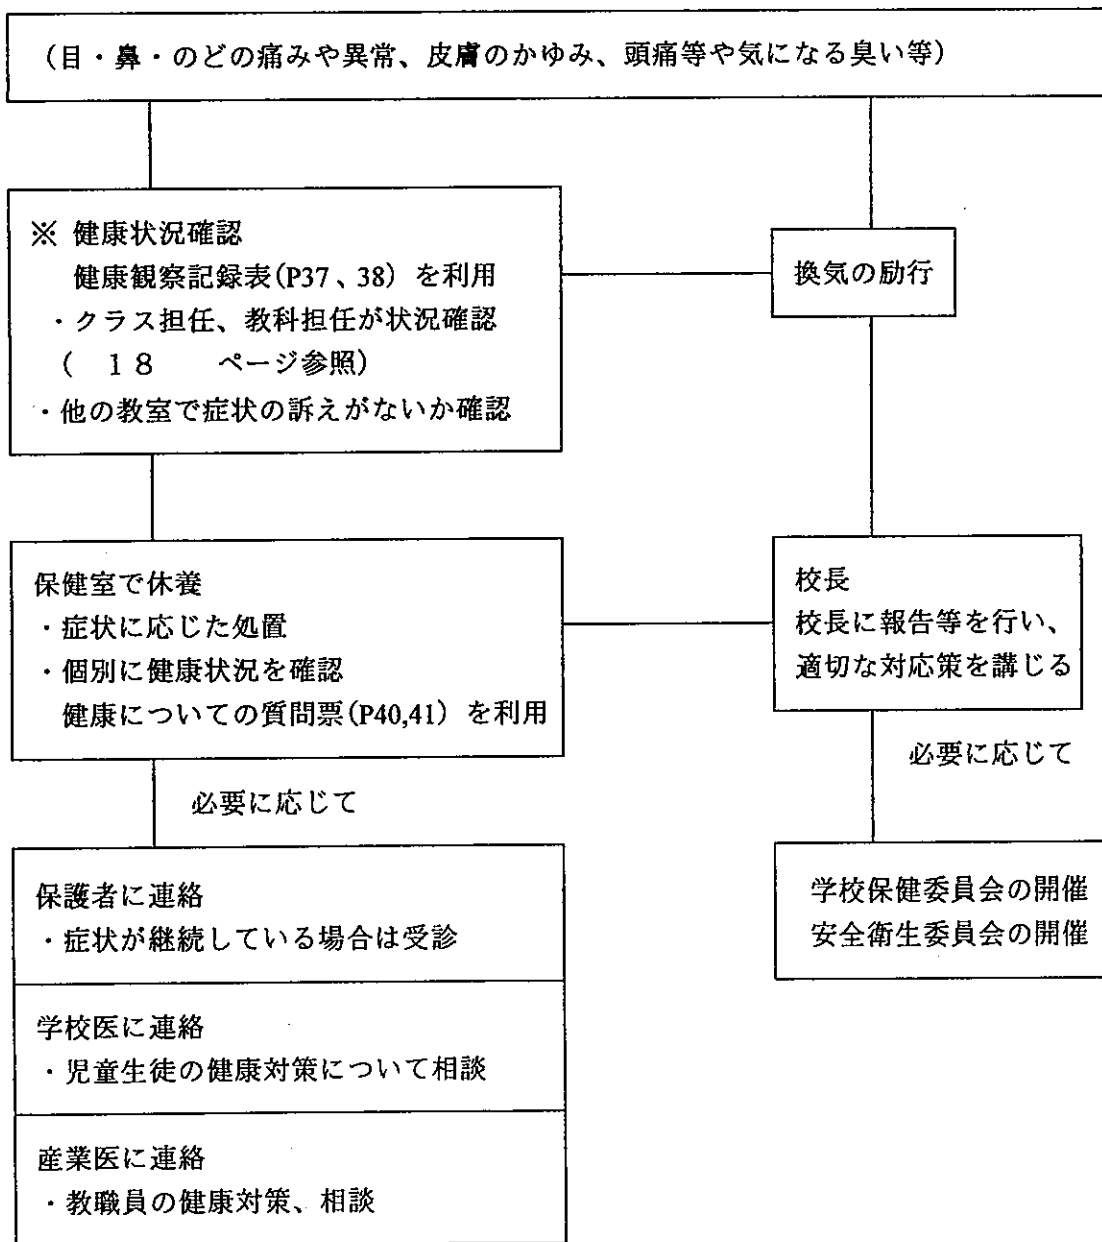 (目・鼻・のどの痛みや異常、皮膚のかゆみ、頭痛等や気になる臭い等)
※ 健康状況確認
健康観察記録表(P37、38) を利用
・クラス担任、教科担任が状況確認
( 18 ページ参照)
・他の教室で症状の訴えがないか確認
換気の励行
保健室で休養
・症状に応じた処置
・個別に健康状況を確認
健康についての質問票(P40,41) を利用
校長
校長に報告等を行い、
適切な対応策を講じる
必要に応じて
必要に応じて
保護者に連絡
・症状が継続している場合は受診
学校医に連絡
・児童生徒の健康対策について相談
産業医に連絡
・教職員の健康対策、相談
学校保健委員会の開催
安全衛生委員会の開催